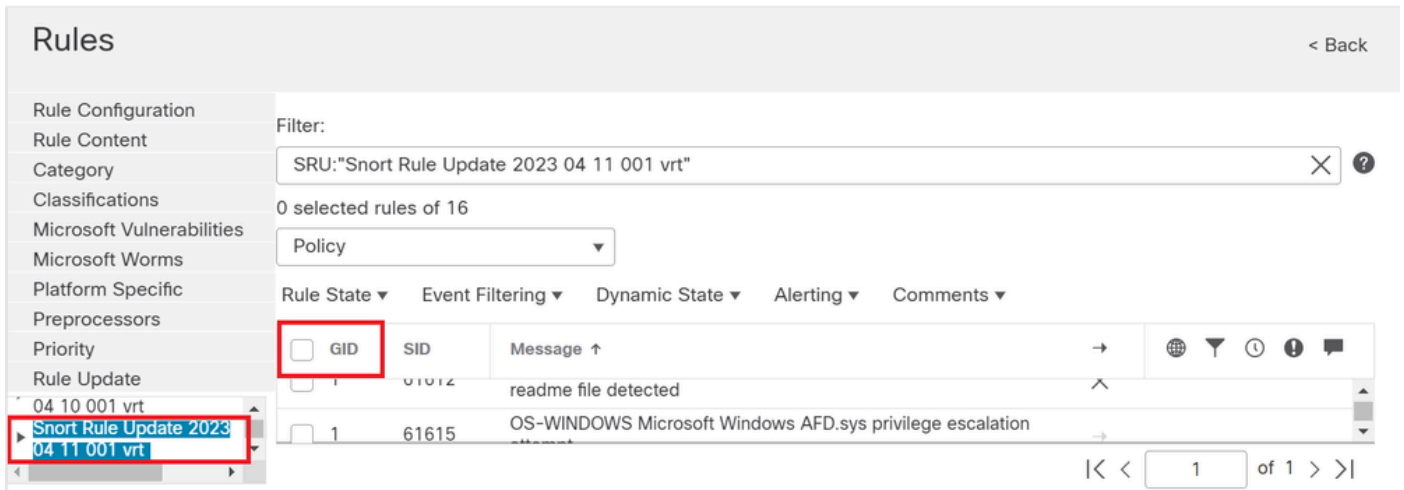 Rules
< Back
Rule Configuration
Rule Content
Category
Classifications
Microsoft Vulnerabilities
Microsoft Worms
Platform Specific
Preprocessors
Priority
Rule Update
04 10 001 vrt
Snort Rule Update 2023
04 11 001 vrt
Filter:
SRU:"Snort Rule Update 2023 04 11 001 vrt"
0 selected rules of 16
Policy
Rule State Event Filtering Dynamic State Alerting Comments
GID SID Message
1 61612 readme file detected
1 61615 OS-WINDOWS Microsoft Windows AFD.sys privilege escalation
attempt
1 of 1